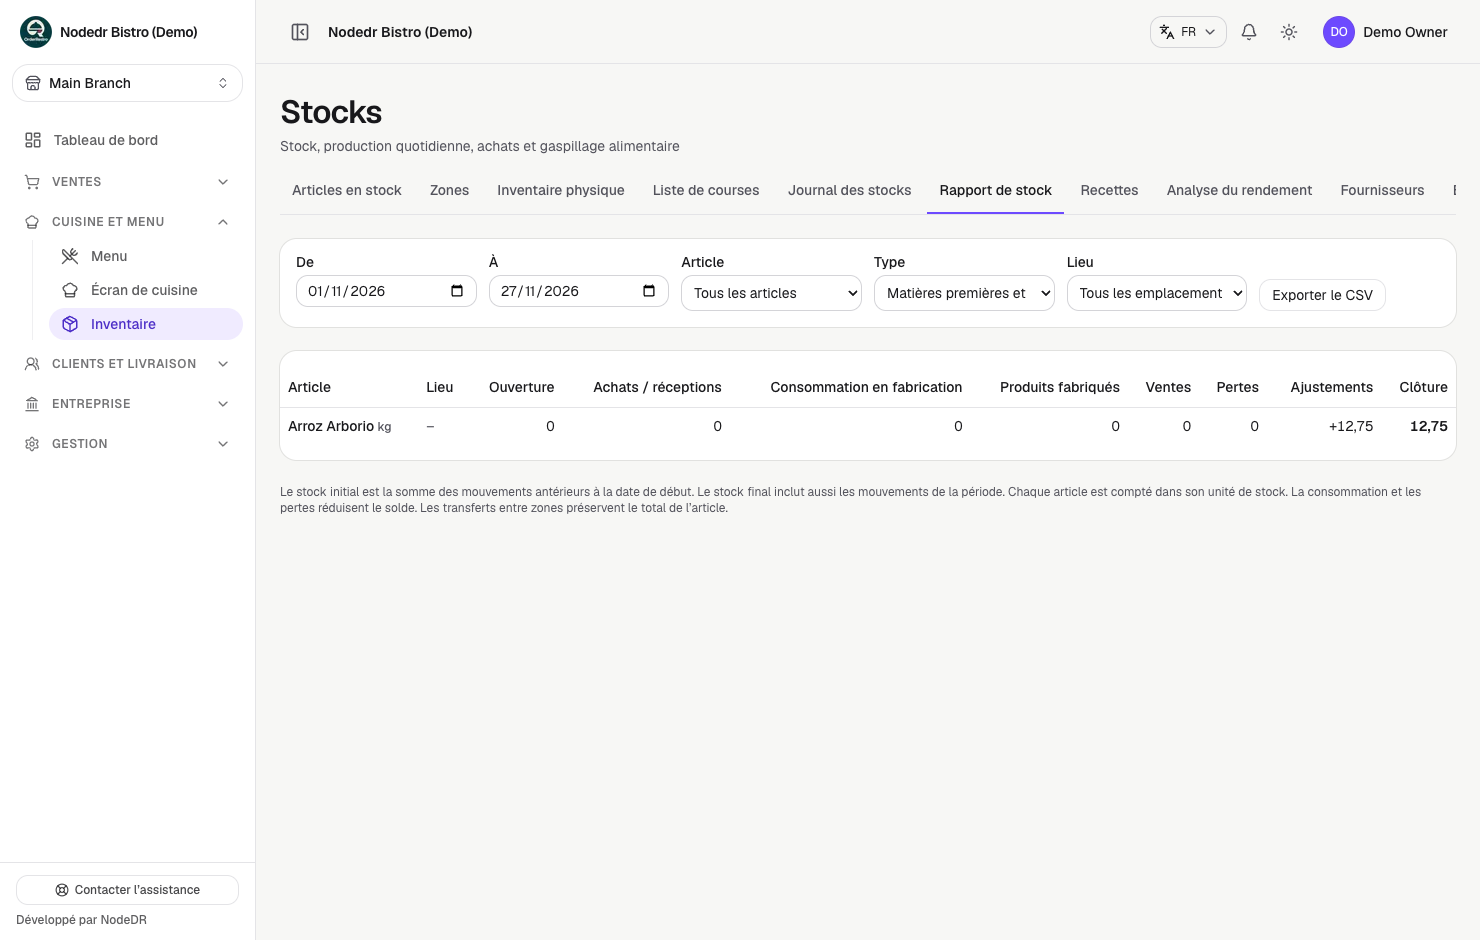 Nodedr Bistro (Demo)
Main Branch
Tableau de bord
VENTES
CUISINE ET MENU
Menu
Écran de cuisine
Inventaire
CLIENTS ET LIVRAISON
ENTREPRISE
GESTION
Contacter l'assistance
Développé par NodeDR
Nodedr Bistro (Demo)
FR
DO
Demo Owner
Stocks
Stock, production quotidienne, achats et gaspillage alimentaire
Articles en stock Zones Inventaire physique Liste de courses Journal des stocks Rapport de stock Recettes Analyse du rendement Fournisseurs
De À Article Type Lieu
01/11/2026 27/11/2026 Tous les articles Matières premières et Tous les emplacement Exporter le CSV
Article Lieu Ouverture Achats / réceptions Consommation en fabrication Produits fabriqués Ventes Pertes Ajustements Clôture
Arroz Arborio kg – 0 0 0 0 0 0 +12,75 12,75
Le stock initial est la somme des mouvements antérieurs à la date de début. Le stock final inclut aussi les mouvements de la période. Chaque article est compté dans son unité de stock. La consommation et les
pertes réduisent le solde. Les transferts entre zones préservent le total de l'article.